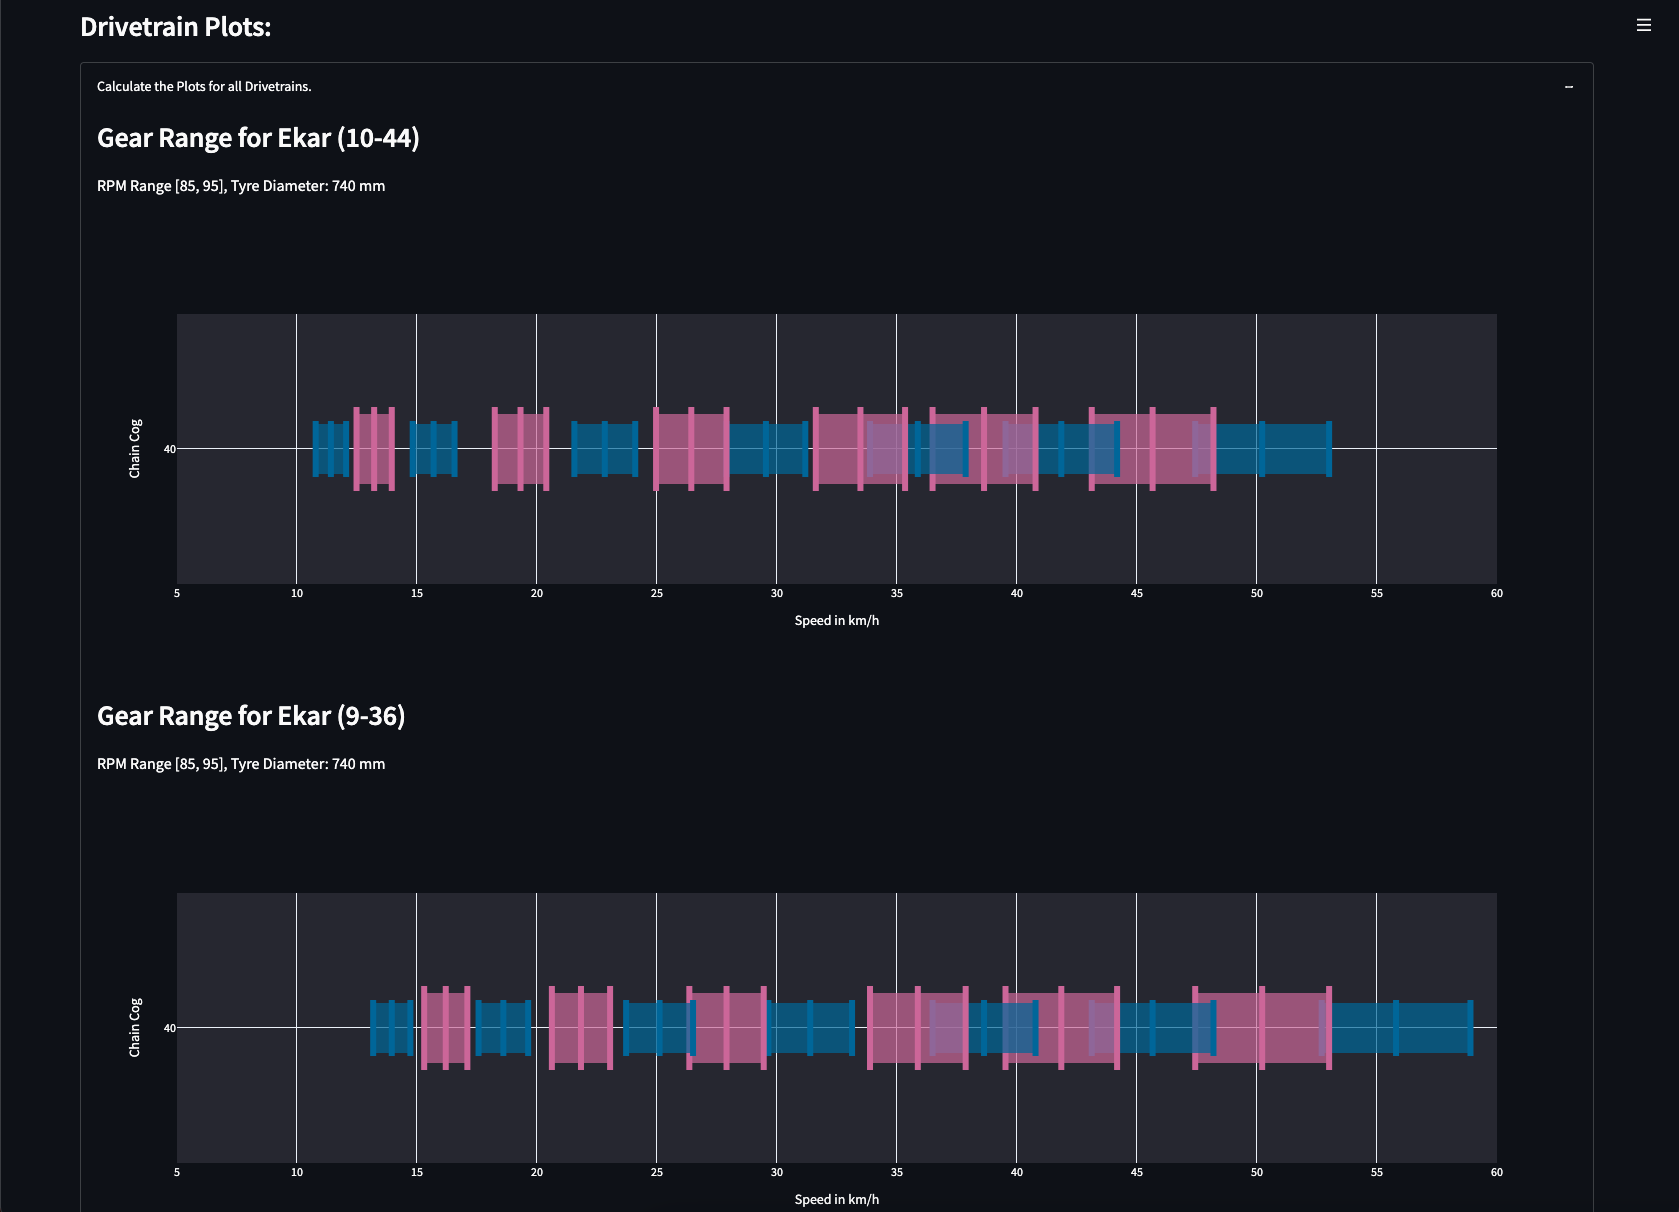 Drivetrain Plots:
Calculate the Plots for all Drivetrains.
Gear Range for Ekar (10-44)
RPM Range [85, 95], Tyre Diameter: 740 mm
Chain Cog
40
5 10 15 20 25 30 35 40 45 50 55 60
Speed in km/h
Gear Range for Ekar (9-36)
RPM Range [85, 95], Tyre Diameter: 740 mm
Chain Cog
40
5 10 15 20 25 30 35 40 45 50 55 60
Speed in km/h